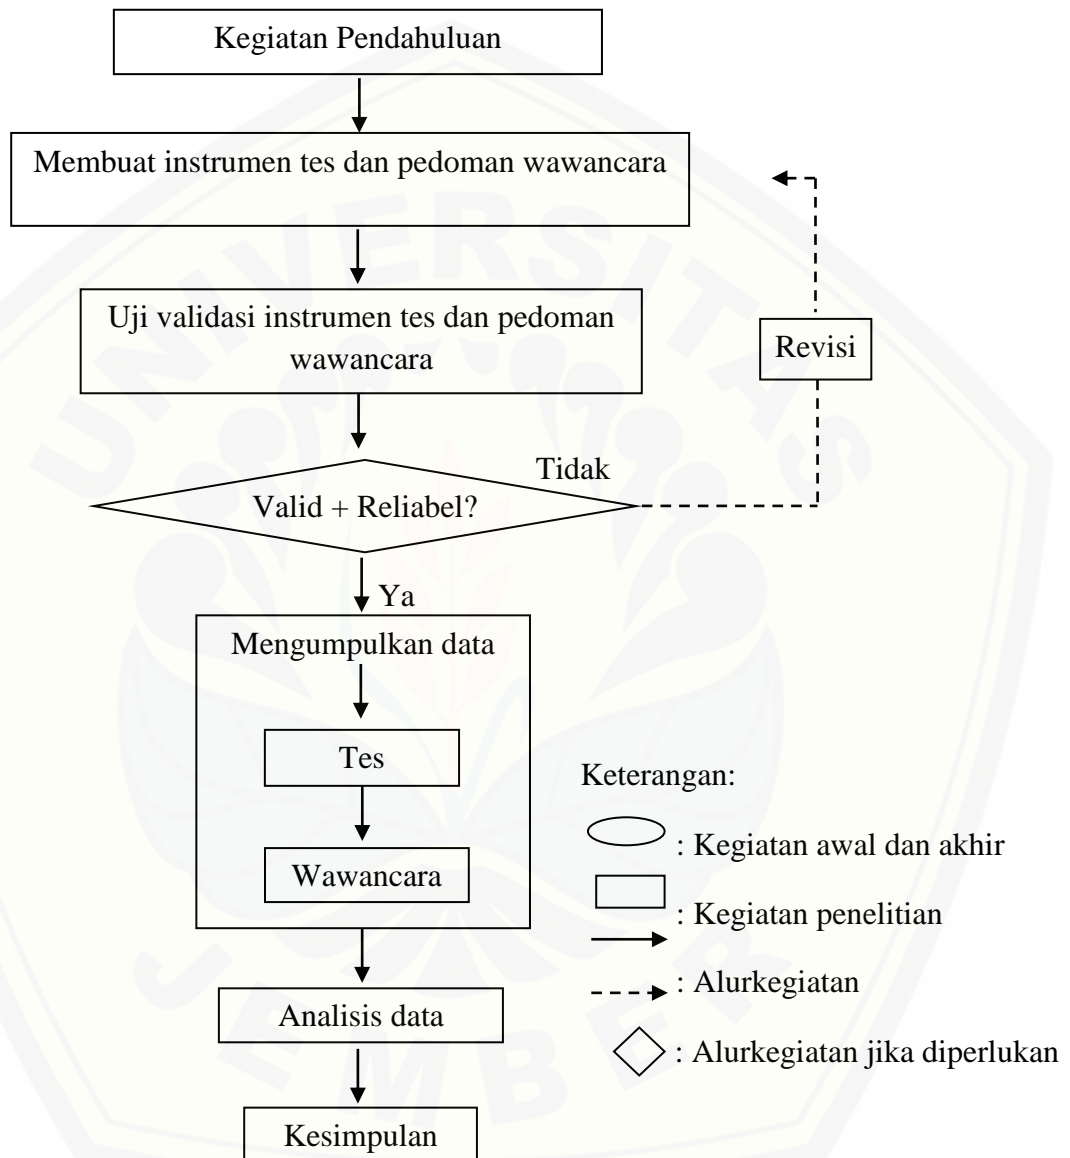 Kegiatan Pendahuluan
Membuat instrumen tes dan pedoman wawancara
Uji validasi instrumen tes dan pedoman
wawancara
Revisi
Tidak
Valid + Reliabel?
Ya
Mengumpulkan data
Tes
Wawancara
Analisis data
Kesimpulan
Keterangan:
: Kegiatan awal dan akhir
: Kegiatan penelitian
: Alurkegiatan
: Alurkegiatan jika diperlukan
UNIVERSITAS
JEMBER